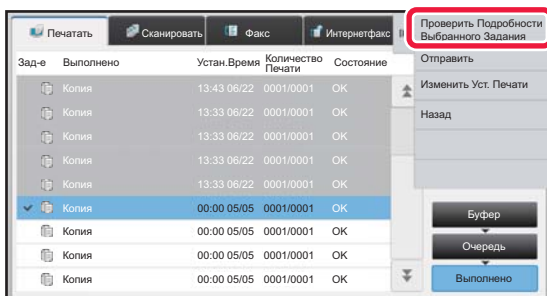 Печатать Сканировать Факс Интернетфакс
Проверить Подробности
Выбранного Задания
Отправить
Изменить Уст. Печати
Назад
Зад-е Выполнено Устан.Время Количество Печати Состояние
Копия 13:43 06/22 0001/0001 OK
Копия 13:33 06/22 0001/0001 OK
Копия 13:33 06/22 0001/0001 OK
Копия 13:33 06/22 0001/0001 OK
Копия 13:33 06/22 0001/0001 OK
Копия 00:00 05/05 0001/0001 OK
Копия 00:00 05/05 0001/0001 OK
Копия 00:00 05/05 0001/0001 OK
Копия 00:00 05/05 0001/0001 OK
Буфер
Очередь
Выполнено